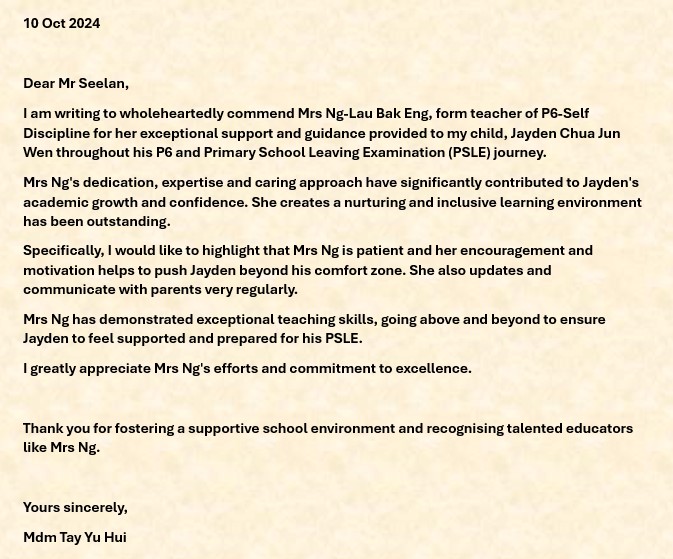 10 Oct 2024
Dear Mr Seelan,
I am writing to wholeheartedly commend Mrs Ng-Lau Bak Eng, form teacher of P6-Self
Discipline for her exceptional support and guidance provided to my child, Jayden Chua Jun
Wen throughout his P6 and Primary School Leaving Examination (PSLE) journey.
Mrs Ng's dedication, expertise and caring approach have significantly contributed to Jayden's
academic growth and confidence. She creates a nurturing and inclusive learning environment
has been outstanding.
Specifically, I would like to highlight that Mrs Ng is patient and her encouragement and
motivation helps to push Jayden beyond his comfort zone. She also updates and
communicate with parents very regularly.
Mrs Ng has demonstrated exceptional teaching skills, going above and beyond to ensure
Jayden to feel supported and prepared for his PSLE.
I greatly appreciate Mrs Ng's efforts and commitment to excellence.
Thank you for fostering a supportive school environment and recognising talented educators
like Mrs Ng.
Yours sincerely,
Mdm Tay Yu Hui